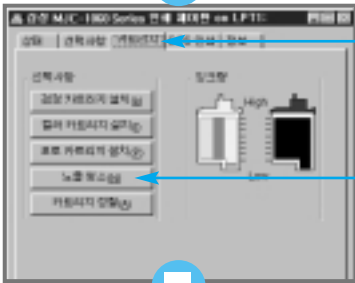 삼성 MJC-1060 Series 인쇄 제어판 on LPT1:
상태 선택사항 카트리지 정보
선택사항
잉크량
검정 카트리지 설치
컬러 카트리지 설치
포토 카트리지 설치
노즐 청소
카트리지 정렬
High
Low